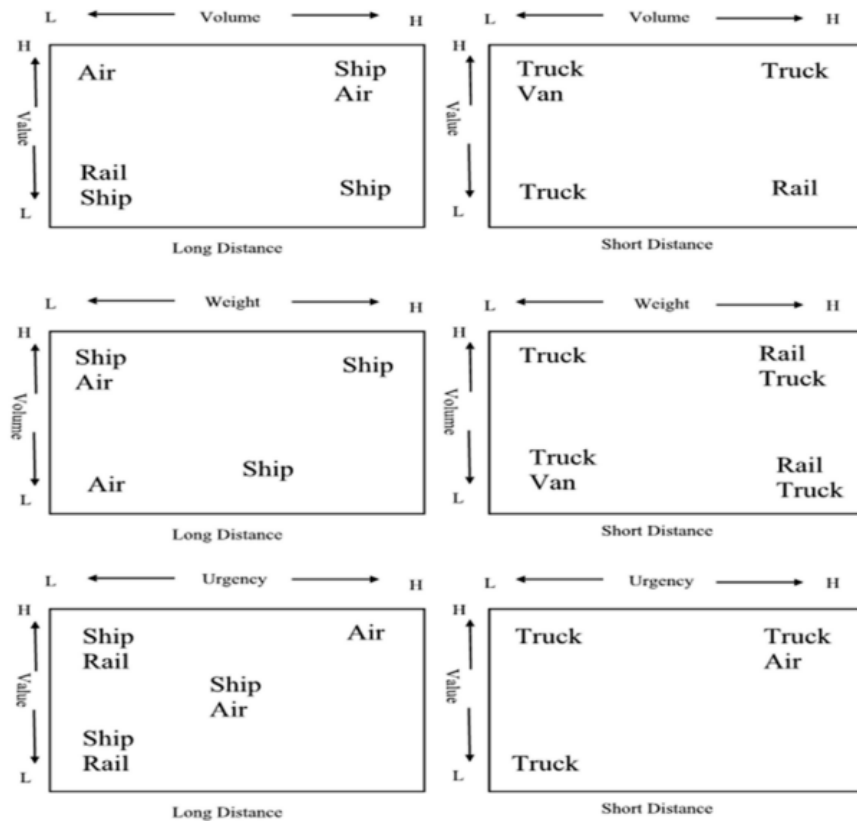 L Volume H
H
Air
Ship
Air
Value
Rail
Ship
Ship
L
Long Distance
L Volume H
H
Truck
Van
Truck
Value
Truck
Rail
L
Short Distance
L Weight H
H
Ship
Air
Ship
Volume
Air
Ship
L
Long Distance
L Weight H
H
Truck
Rail
Truck
Volume
Truck
Van
Rail
Truck
L
Short Distance
L Urgency H
H
Ship
Rail
Air
Value
Ship
Air
Ship
Rail
L
Long Distance
L Urgency H
H
Truck
Truck
Air
Value
Truck
L
Short Distance